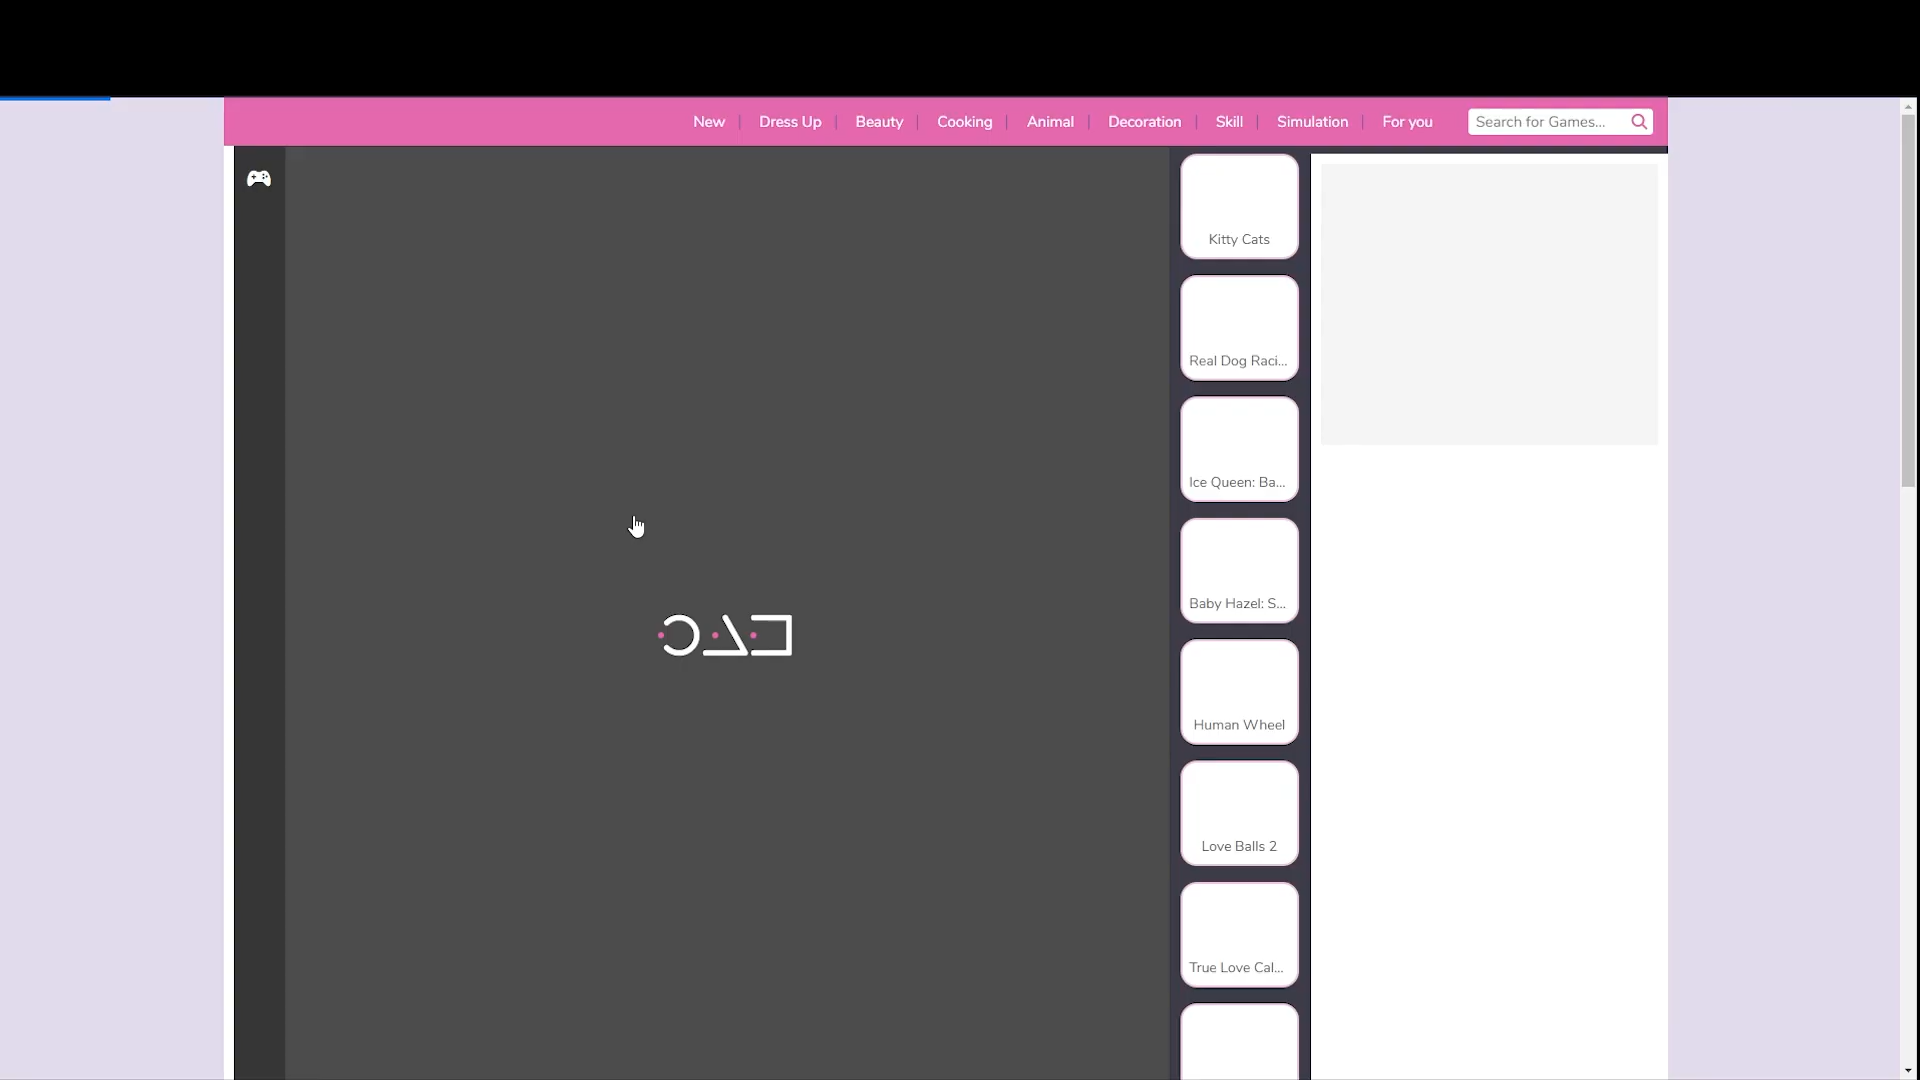 New
Dress Up
Beauty
Cooking
Animal
Decoration
Skill
Simulation
For you
Search for Games...
Kitty Cats
Real Dog Raci...
Ice Queen: Ba...
Baby Hazel: S...
Human Wheel
Love Balls 2
True Love Cal...